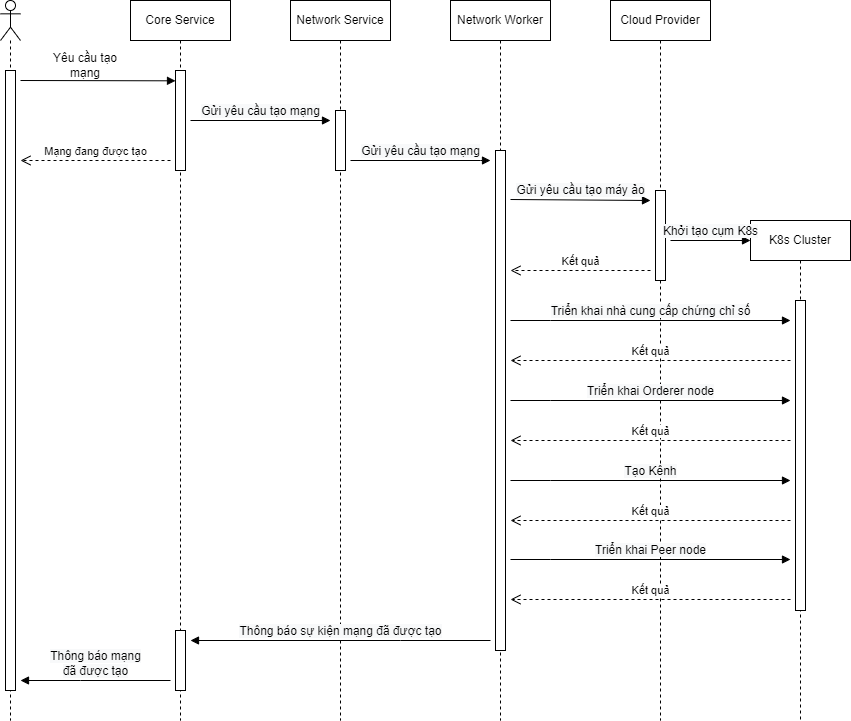 Core Service
Network Service
Network Worker
Cloud Provider
Yêu cầu tạo
mạng
Gửi yêu cầu tạo mạng
Mạng đang được tạo
Gửi yêu cầu tạo mạng
Gửi yêu cầu tạo máy ảo
Khởi tạo cụm K8s
K8s Cluster
Kết quả
Triển khai nhà cung cấp chứng chỉ số
Kết quả
Triển khai Orderer node
Kết quả
Tạo Kênh
Kết quả
Triển khai Peer node
Kết quả
Thông báo sự kiện mạng đã được tạo
Thông báo mạng
đã được tạo